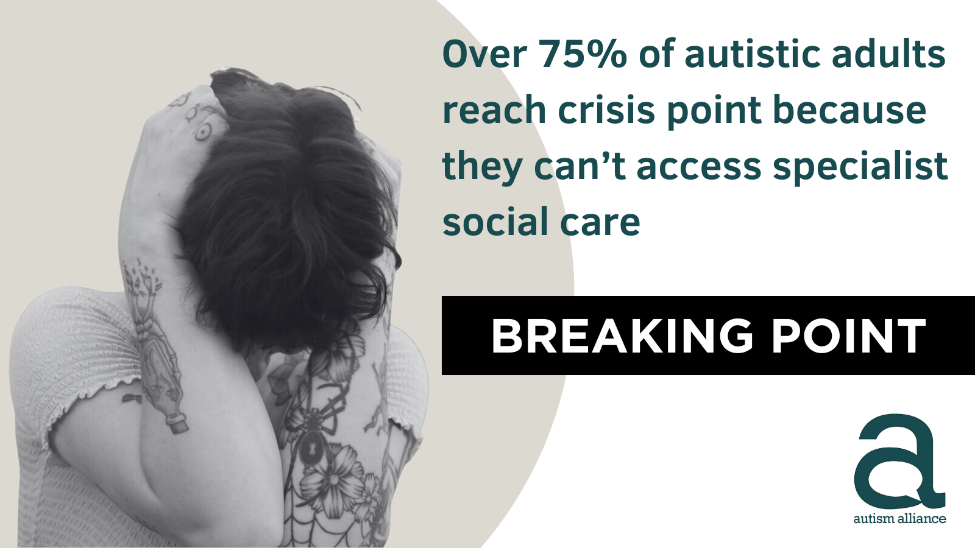 Over 75% of autistic adults
reach crisis point because
they can’t access specialist
social care
BREAKING POINT
a
autism alliance